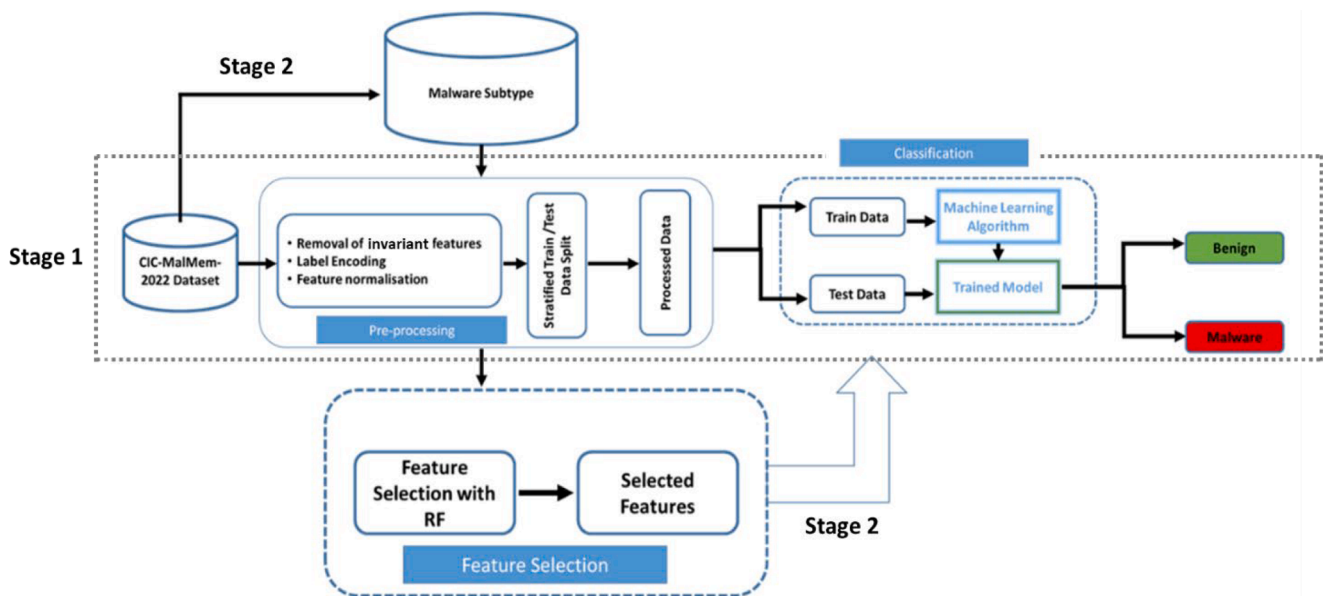 Stage 2
Malware Subtype
Classification
Stage 1
CIC-MalMem-
2022 Dataset
• Removal of invariant features
• Label Encoding
• Feature normalisation
Pre-processing
Stratified Train /Test
Data Split
Processed Data
Train Data
Machine Learning
Algorithm
Test Data
Trained Model
Benign
Malware
Feature
Selection with
RF
Selected
Features
Feature Selection
Stage 2